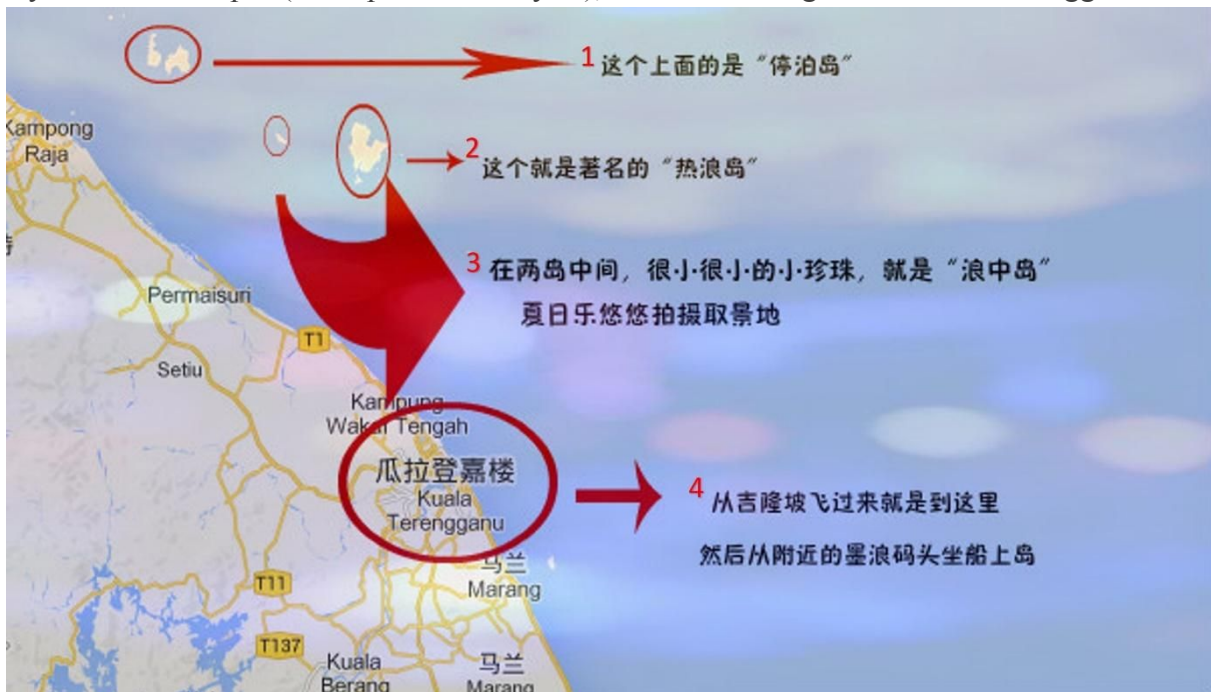 Kampong
Raja
1 这个上面的是“停泊岛”
2 这个就是著名的“热浪岛”
3 在两岛中间，很小很小的小珍珠，就是“浪中岛”
夏日乐悠悠拍摄取景地
Permaisuri
T1
Setiu
Kampung
Wakaf Tengah
瓜拉登嘉楼
Kuala
Terengganu
4 从吉隆坡飞过来就是到这里
然后从附近的墨浪码头坐船上岛
马兰
Marang
T11
T137
Kuala
Berang
马兰
Marang